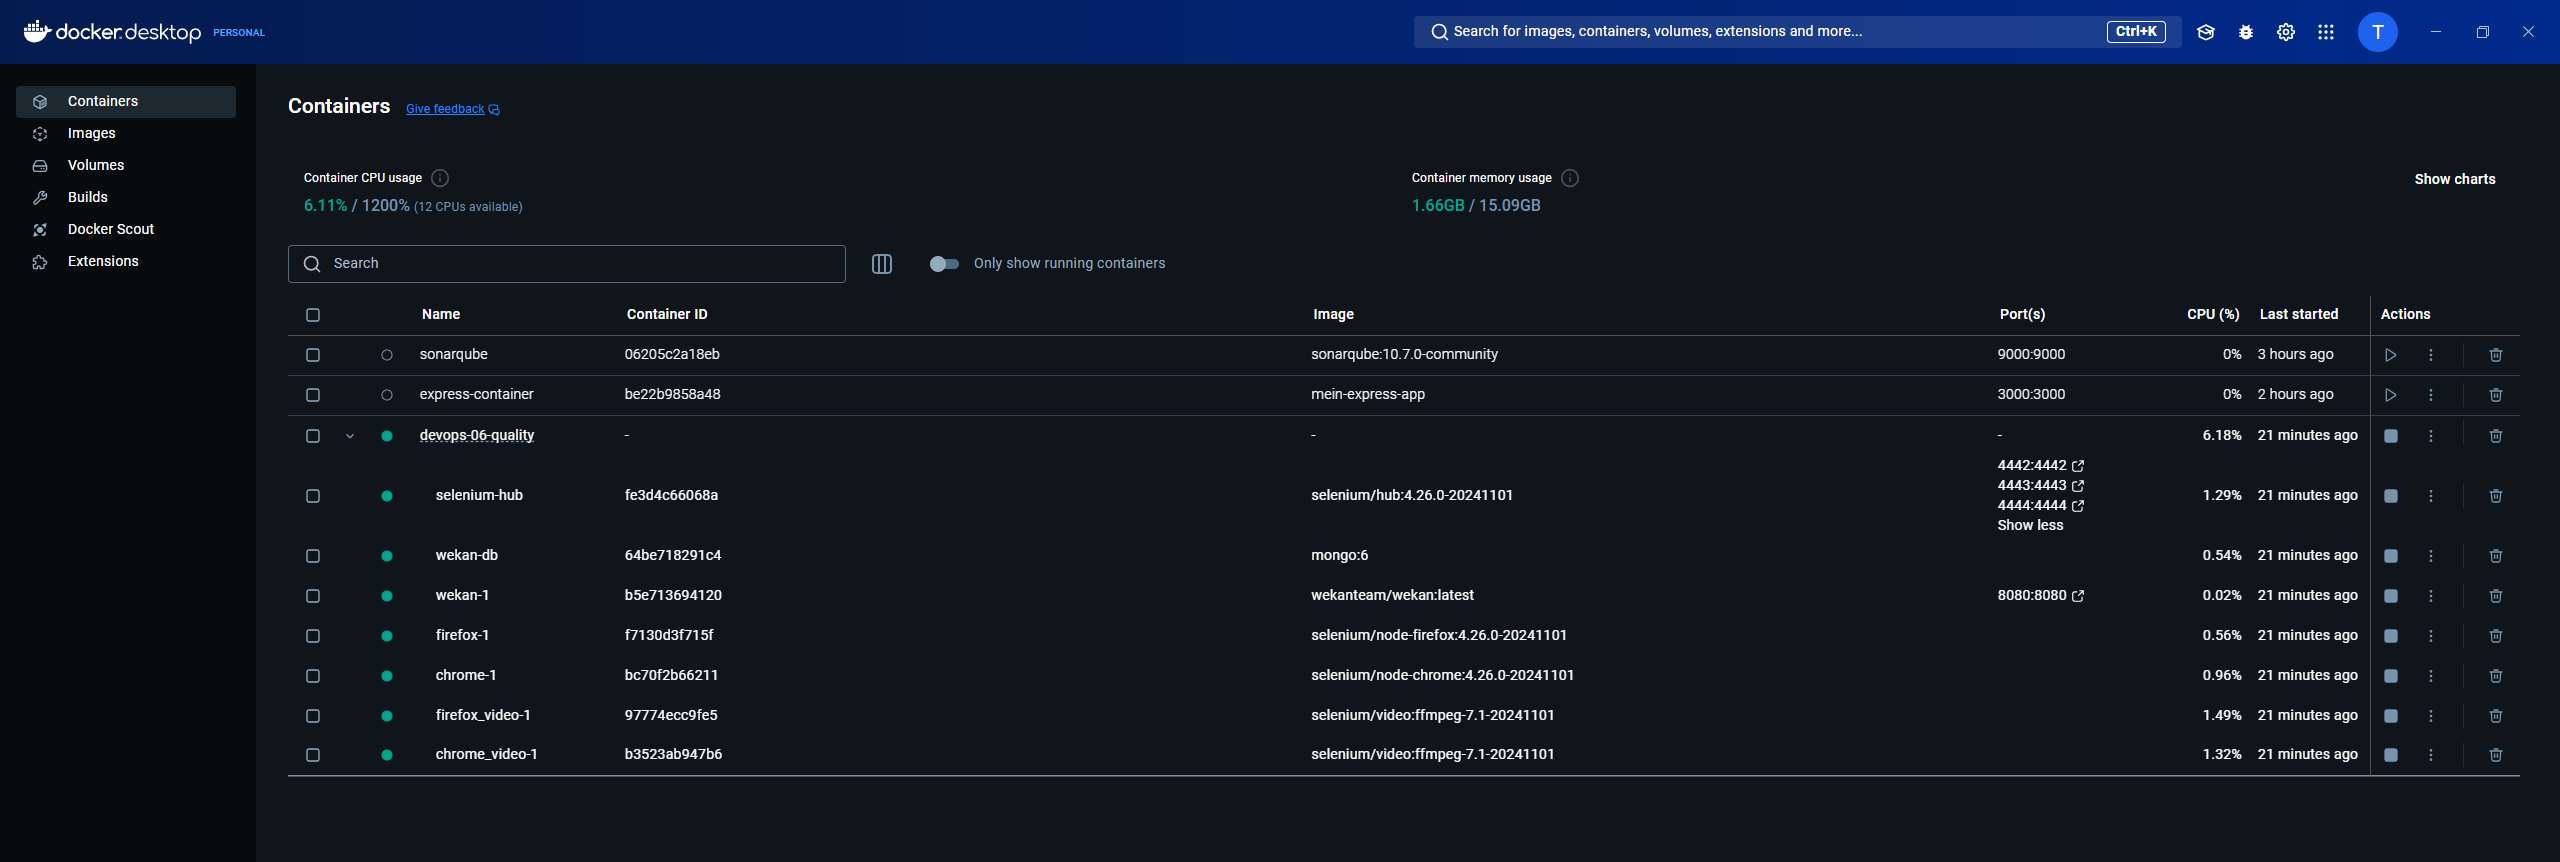 docker.desktop PERSONAL
Search for images, containers, volumes, extensions and more... Ctrl+K
T
Containers
Images
Volumes
Builds
Docker Scout
Extensions
Containers Give feedback
Container CPU usage
6.11% / 1200% (12 CPUs available)
Container memory usage
1.66GB / 15.09GB
Show charts
Search
Only show running containers
Name Container ID Image Port(s) CPU (%) Last started Actions
sonarqube 06205c2a18eb sonarqube:10.7.0-community 9000:9000 0% 3 hours ago
express-container be22b9858a48 mein-express-app 3000:3000 0% 2 hours ago
devops-06-quality - - - 6.18% 21 minutes ago
selenium-hub fe3d4c66068a selenium/hub:4.26.0-20241101 4442:4442
4443:4443
4444:4444
Show less
1.29% 21 minutes ago
wekan-db 64be718291c4 mongo:6 0.54% 21 minutes ago
wekan-1 b5e713694120 wekanteam/wekan:latest 8080:8080 0.02% 21 minutes ago
firefox-1 f7130d3f715f selenium/node-firefox:4.26.0-20241101 0.56% 21 minutes ago
chrome-1 bc70f2b66211 selenium/node-chrome:4.26.0-20241101 0.96% 21 minutes ago
firefox_video-1 97774ecc9fe5 selenium/video:ffmpeg-7.1-20241101 1.49% 21 minutes ago
chrome_video-1 b3523ab947b6 selenium/video:ffmpeg-7.1-20241101 1.32% 21 minutes ago